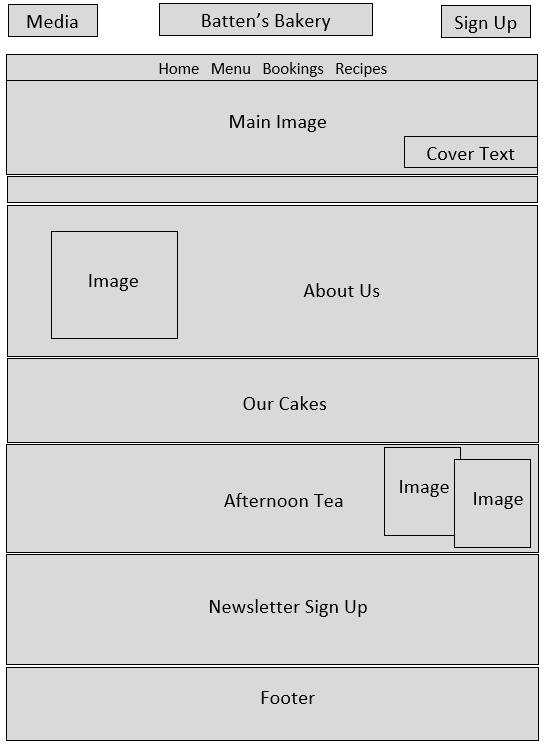 Media
Batten's Bakery
Sign Up
Home Menu Bookings Recipes
Main Image
Cover Text
Image
About Us
Our Cakes
Afternoon Tea
Image
Image
Newsletter Sign Up
Footer